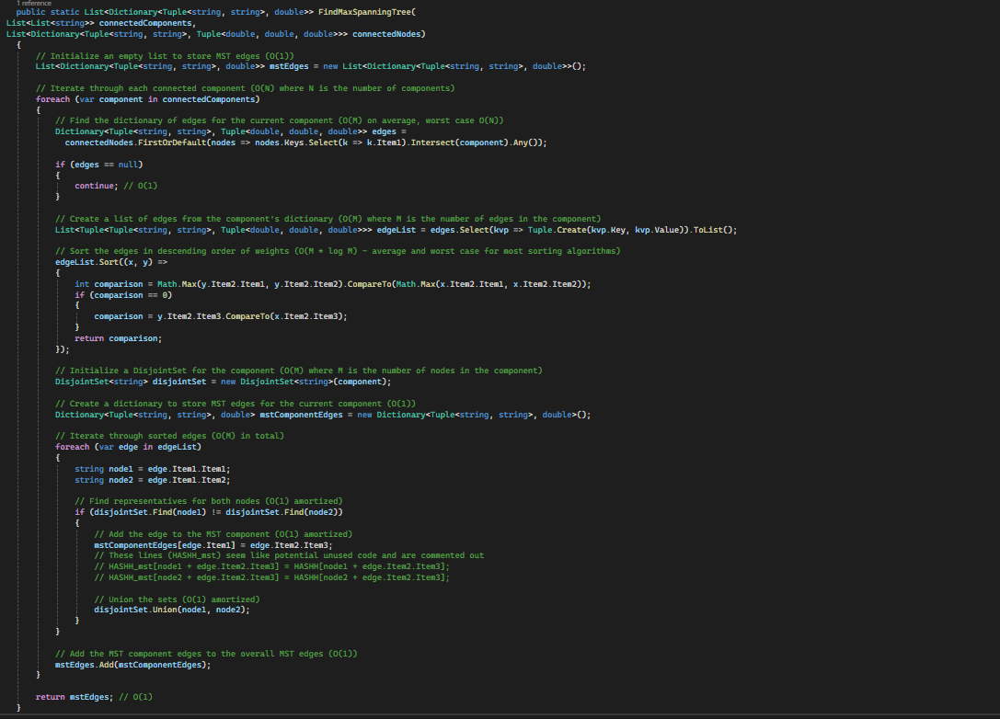 1 reference
public static List<Dictionary<Tuple<string, string>, double>> FindMaxSpanningTree(
List<List<string>> connectedComponents,
List<Dictionary<Tuple<string, string>, Tuple<double, double, double>>> connectedNodes)
{
// Initialize an empty list to store MST edges (O(1))
List<Dictionary<Tuple<string, string>, double>> mstEdges = new List<Dictionary<Tuple<string, string>, double>>();
// Iterate through each connected component (O(N) where N is the number of components)
foreach (var component in connectedComponents)
{
// Find the dictionary of edges for the current component (O(M) on average, worst case O(N))
Dictionary<Tuple<string, string>, Tuple<double, double, double>> edges =
connectedNodes.FirstOrDefault(nodes => nodes.Keys.Select(k => k.Item1).Intersect(component).Any());
if (edges == null)
{
continue; // O(1)
}
// Create a list of edges from the component's dictionary (O(M) where M is the number of edges in the component)
List<Tuple<Tuple<string, string>, Tuple<double, double, double>>> edgeList = edges.Select(kvp => Tuple.Create(kvp.Key, kvp.Value)).ToList();
// Sort the edges in descending order of weights (O(M * log M) - average and worst case for most sorting algorithms)
edgeList.Sort((x, y) =>
{
int comparison = Math.Max(y.Item2.Item1, y.Item2.Item2).CompareTo(Math.Max(x.Item2.Item1, x.Item2.Item2));
if (comparison == 0)
{
comparison = y.Item2.Item3.CompareTo(x.Item2.Item3);
}
return comparison;
});
// Initialize a DisjointSet for the component (O(M) where M is the number of nodes in the component)
DisjointSet<string> disjointSet = new DisjointSet<string>(component);
// Create a dictionary to store MST edges for the current component (O(1))
Dictionary<Tuple<string, string>, double> mstComponentEdges = new Dictionary<Tuple<string, string>, double>();
// Iterate through sorted edges (O(M) in total)
foreach (var edge in edgeList)
{
string node1 = edge.Item1.Item1;
string node2 = edge.Item1.Item2;
// Find representatives for both nodes (O(1) amortized)
if (disjointSet.Find(node1) != disjointSet.Find(node2))
{
// Add the edge to the MST component (O(1) amortized)
mstComponentEdges[edge.Item1] = edge.Item2.Item3;
// These lines (HASHH_mst) seem like potential unused code and are commented out
// HASHH_mst[node1 + edge.Item2.Item3] = HASHH[node1 + edge.Item2.Item3];
// HASHH_mst[node2 + edge.Item2.Item3] = HASHH[node2 + edge.Item2.Item3];
// Union the sets (O(1) amortized)
disjointSet.Union(node1, node2);
}
}
// Add the MST component edges to the overall MST edges (O(1))
mstEdges.Add(mstComponentEdges);
}
return mstEdges; // O(1)
}